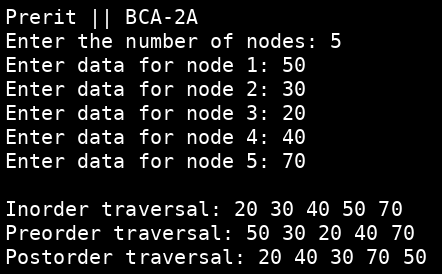 Prerit || BCA-2A
Enter the number of nodes: 5
Enter data for node 1: 50
Enter data for node 2: 30
Enter data for node 3: 20
Enter data for node 4: 40
Enter data for node 5: 70

Inorder traversal: 20 30 40 50 70
Preorder traversal: 50 30 20 40 70
Postorder traversal: 20 40 30 70 50